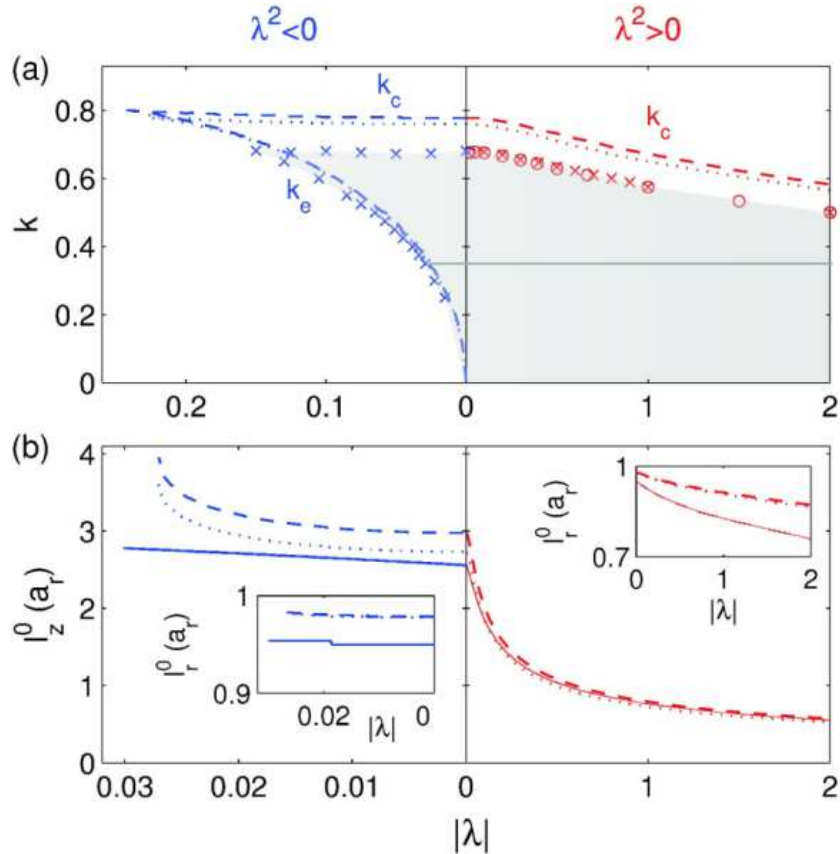 λ²<0 λ²>0
(a)
k_c
k_c
k_e
k
0.8
0.6
0.4
0.2
0
0.2 0.1 0 1 2
(b)
4
3
2
1
0
l_z^0 (a_r)
1
0.9
l_r^0 (a_r)
0.02 0
|λ|
1
0.7
l_r^0 (a_r)
0 1 2
|λ|
0.03 0.02 0.01 0 1 2
|λ|